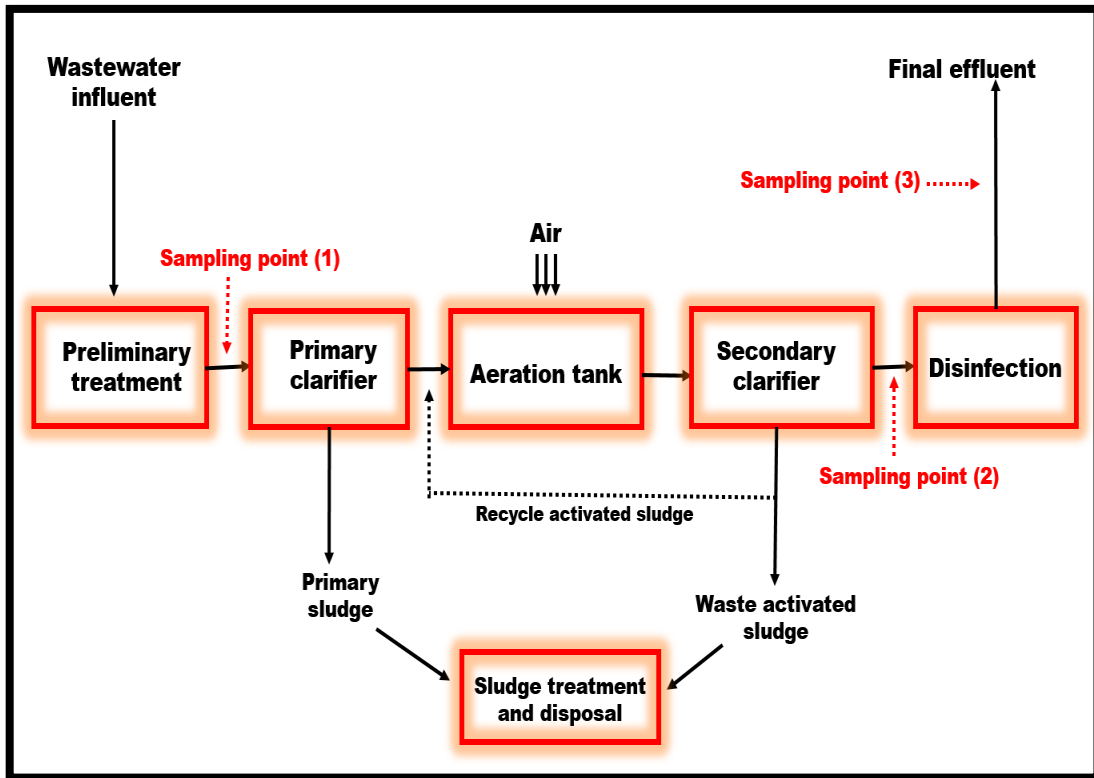 Wastewater
influent
Final effluent
Sampling point (3)
Sampling point (1)
Air
Preliminary
treatment
Primary
clarifier
Aeration tank
Secondary
clarifier
Disinfection
Sampling point (2)
Recycle activated sludge
Primary
sludge
Waste activated
sludge
Sludge treatment
and disposal